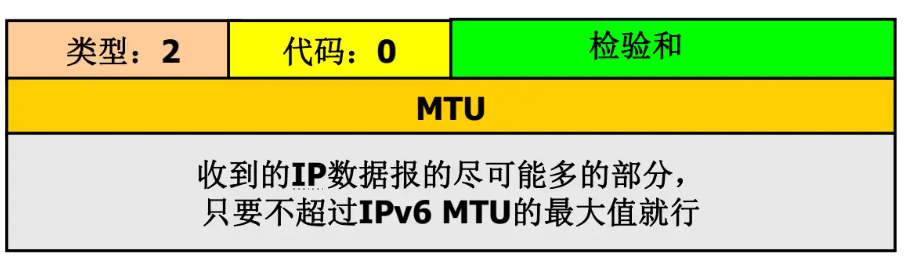 类型：2
代码：0
检验和
MTU
收到的IP数据报的尽可能多的部分，
只要不超过IPv6 MTU的最大值就行